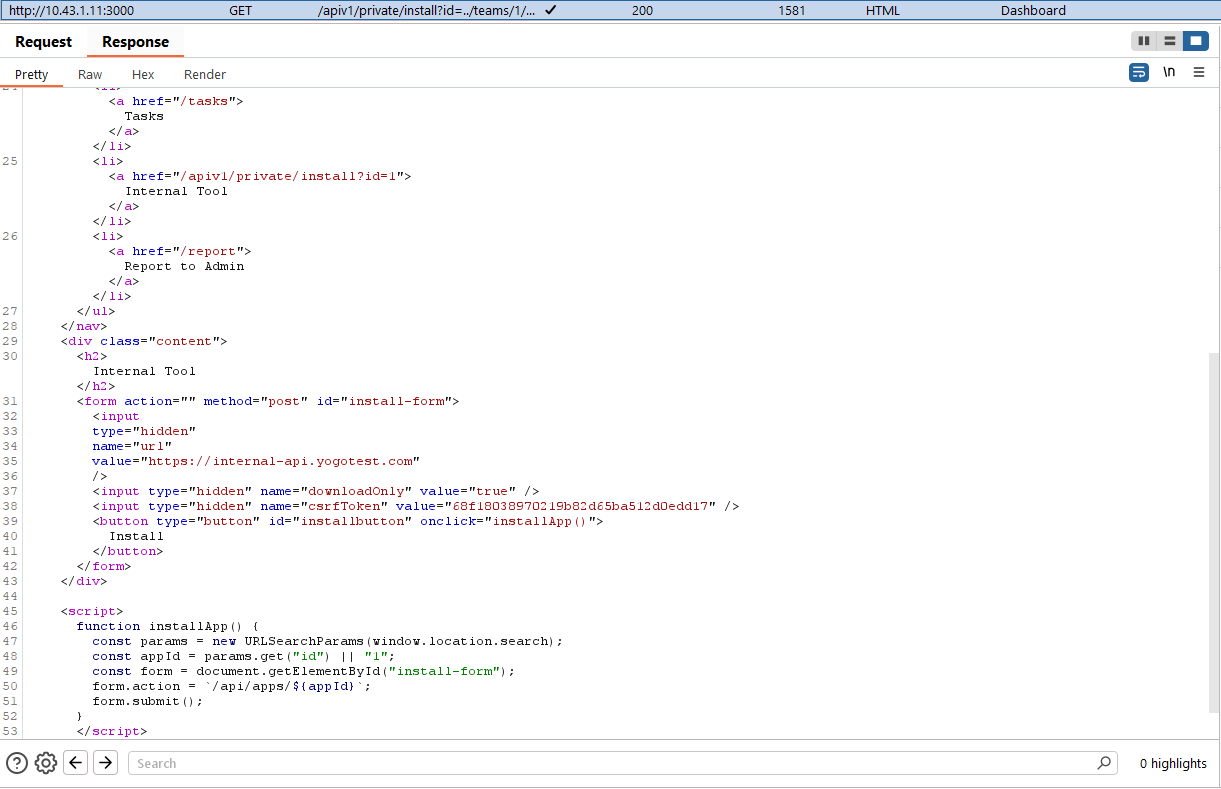 http://10.43.1.11:3000 GET /apiv1/private/install?id=../teams/1/... ✓ 200 1581 HTML Dashboard
Request Response
Pretty Raw Hex Render \n
24 <li>
<a href="/tasks">
Tasks
</a>
</li>
25 <li>
<a href="/apiv1/private/install?id=1">
Internal Tool
</a>
</li>
26 <li>
<a href="/report">
Report to Admin
</a>
</li>
27 </ul>
28 </nav>
29 <div class="content">
30 <h2>
Internal Tool
</h2>
31 <form action="" method="post" id="install-form">
32 <input
33 type="hidden"
34 name="url"
35 value="https://internal-api.yogotest.com"
36 />
37 <input type="hidden" name="downloadOnly" value="true" />
38 <input type="hidden" name="csrfToken" value="68f18038970219b82d65ba512d0edd17" />
39 <button type="button" id="installbutton" onclick="installApp()">
40 Install
41 </button>
42 </form>
43 </div>
44
45 <script>
46 function installApp() {
47 const params = new URLSearchParams(window.location.search);
48 const appId = params.get("id") || "1";
49 const form = document.getElementById("install-form");
50 form.action = `/api/apps/${appId}`;
51 form.submit();
52 }
53 </script>
Search 0 highlights